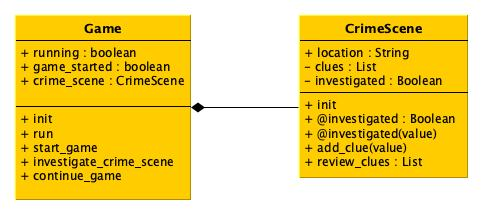 Game
+ running : boolean
+ game_started : boolean
+ crime_scene : CrimeScene
+ init
+ run
+ start_game
+ investigate_crime_scene
+ continue_game
CrimeScene
+ location : String
– clues : List
– investigated : Boolean
+ init
+ @investigated : Boolean
+ @investigated(value)
+ add_clue(value)
+ review_clues : List